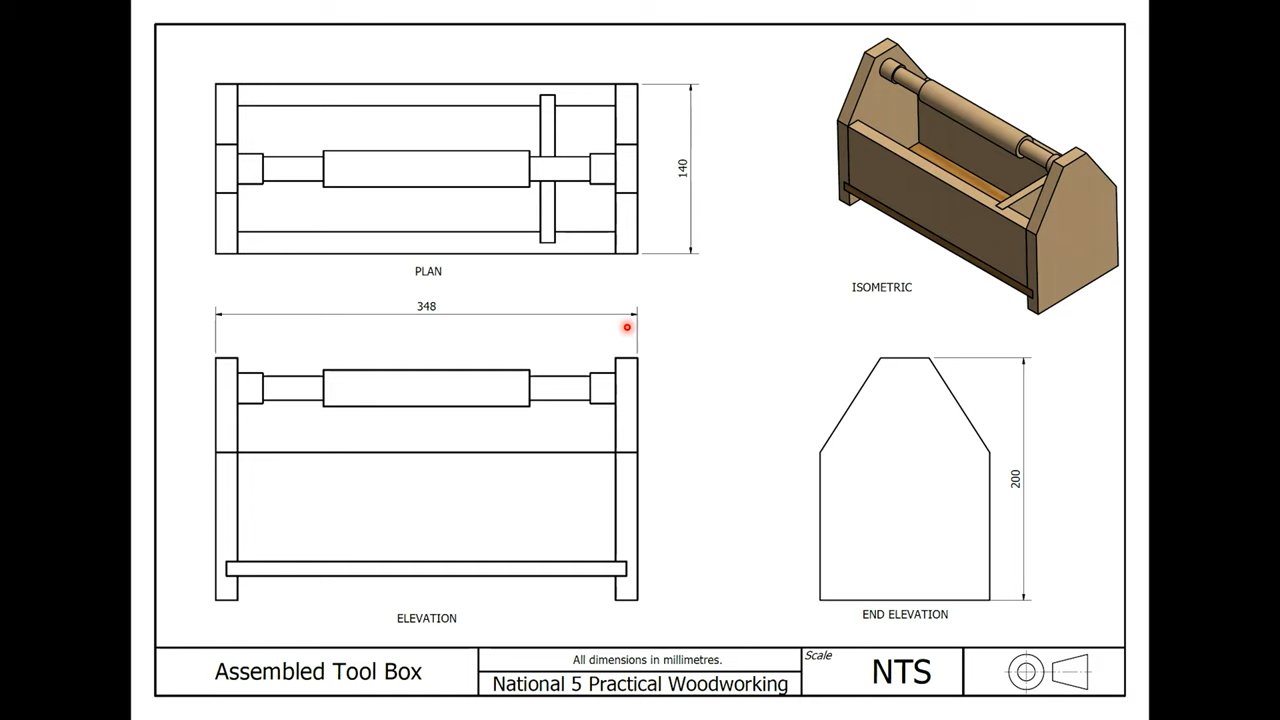 140
PLAN
348
ISOMETRIC
200
ELEVATION
END ELEVATION
Assembled Tool Box
All dimensions in millimetres.
National 5 Practical Woodworking
Scale
NTS